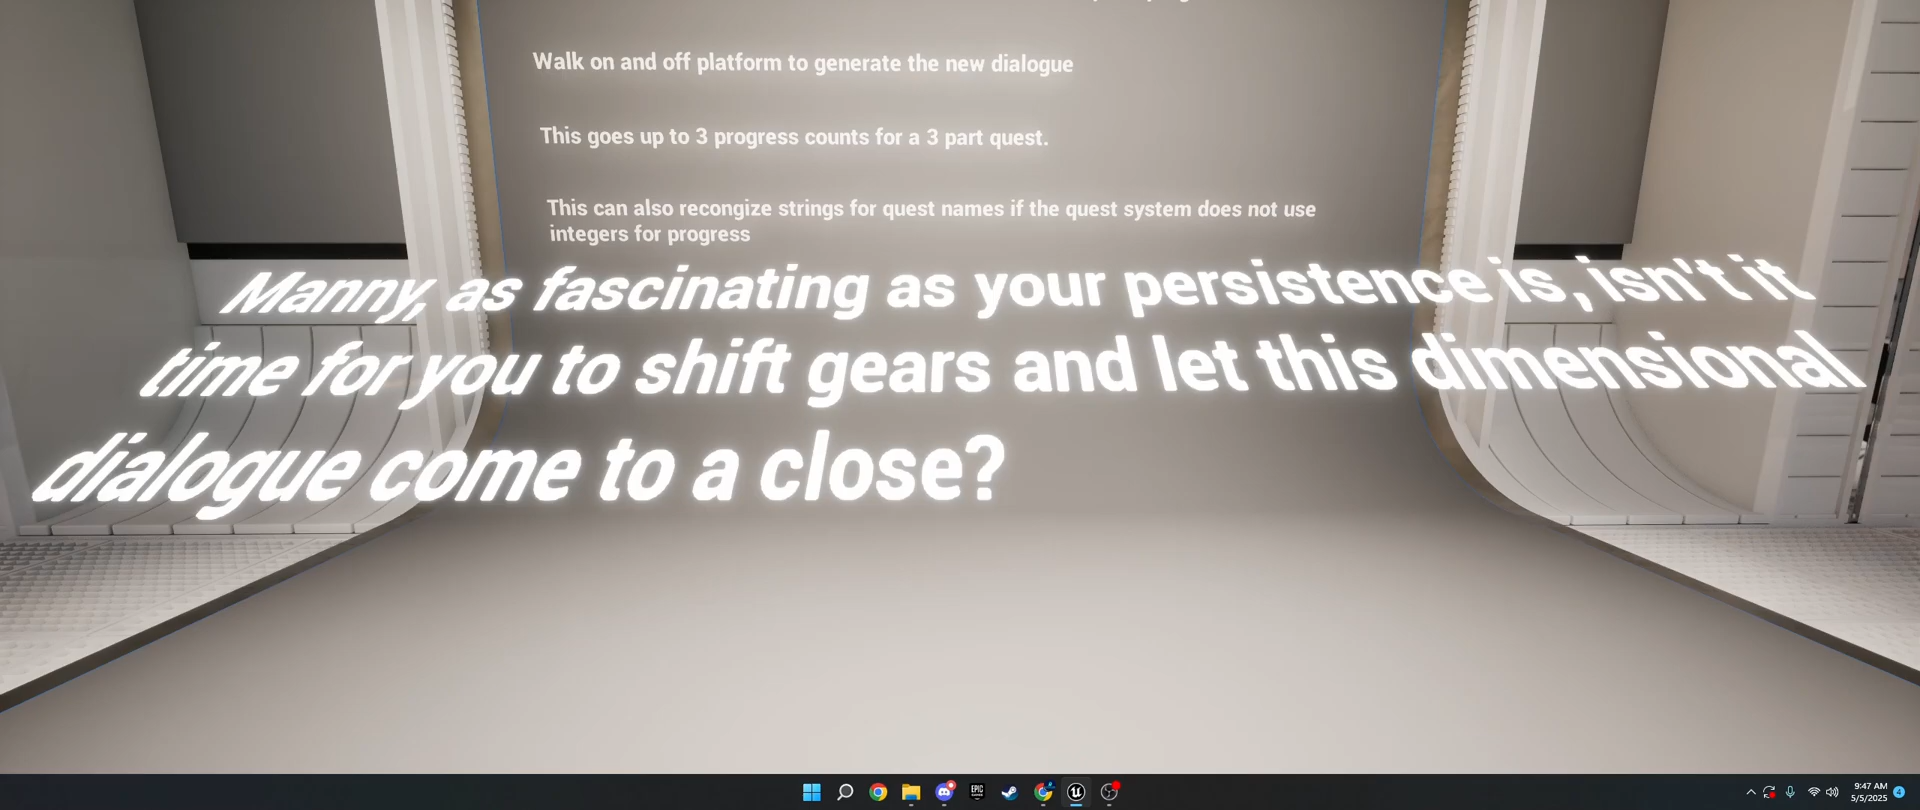 Walk on and off platform to generate the new dialogue
This goes up to 3 progress counts for a 3 part quest.
This can also recongize strings for quest names if the quest system does not use
integers for progress
Manny, as fascinating as your persistence is, isn't it
time for you to shift gears and let this dimensional
dialogue come to a close?
EPIC
9:47 AM
5/5/2025
4